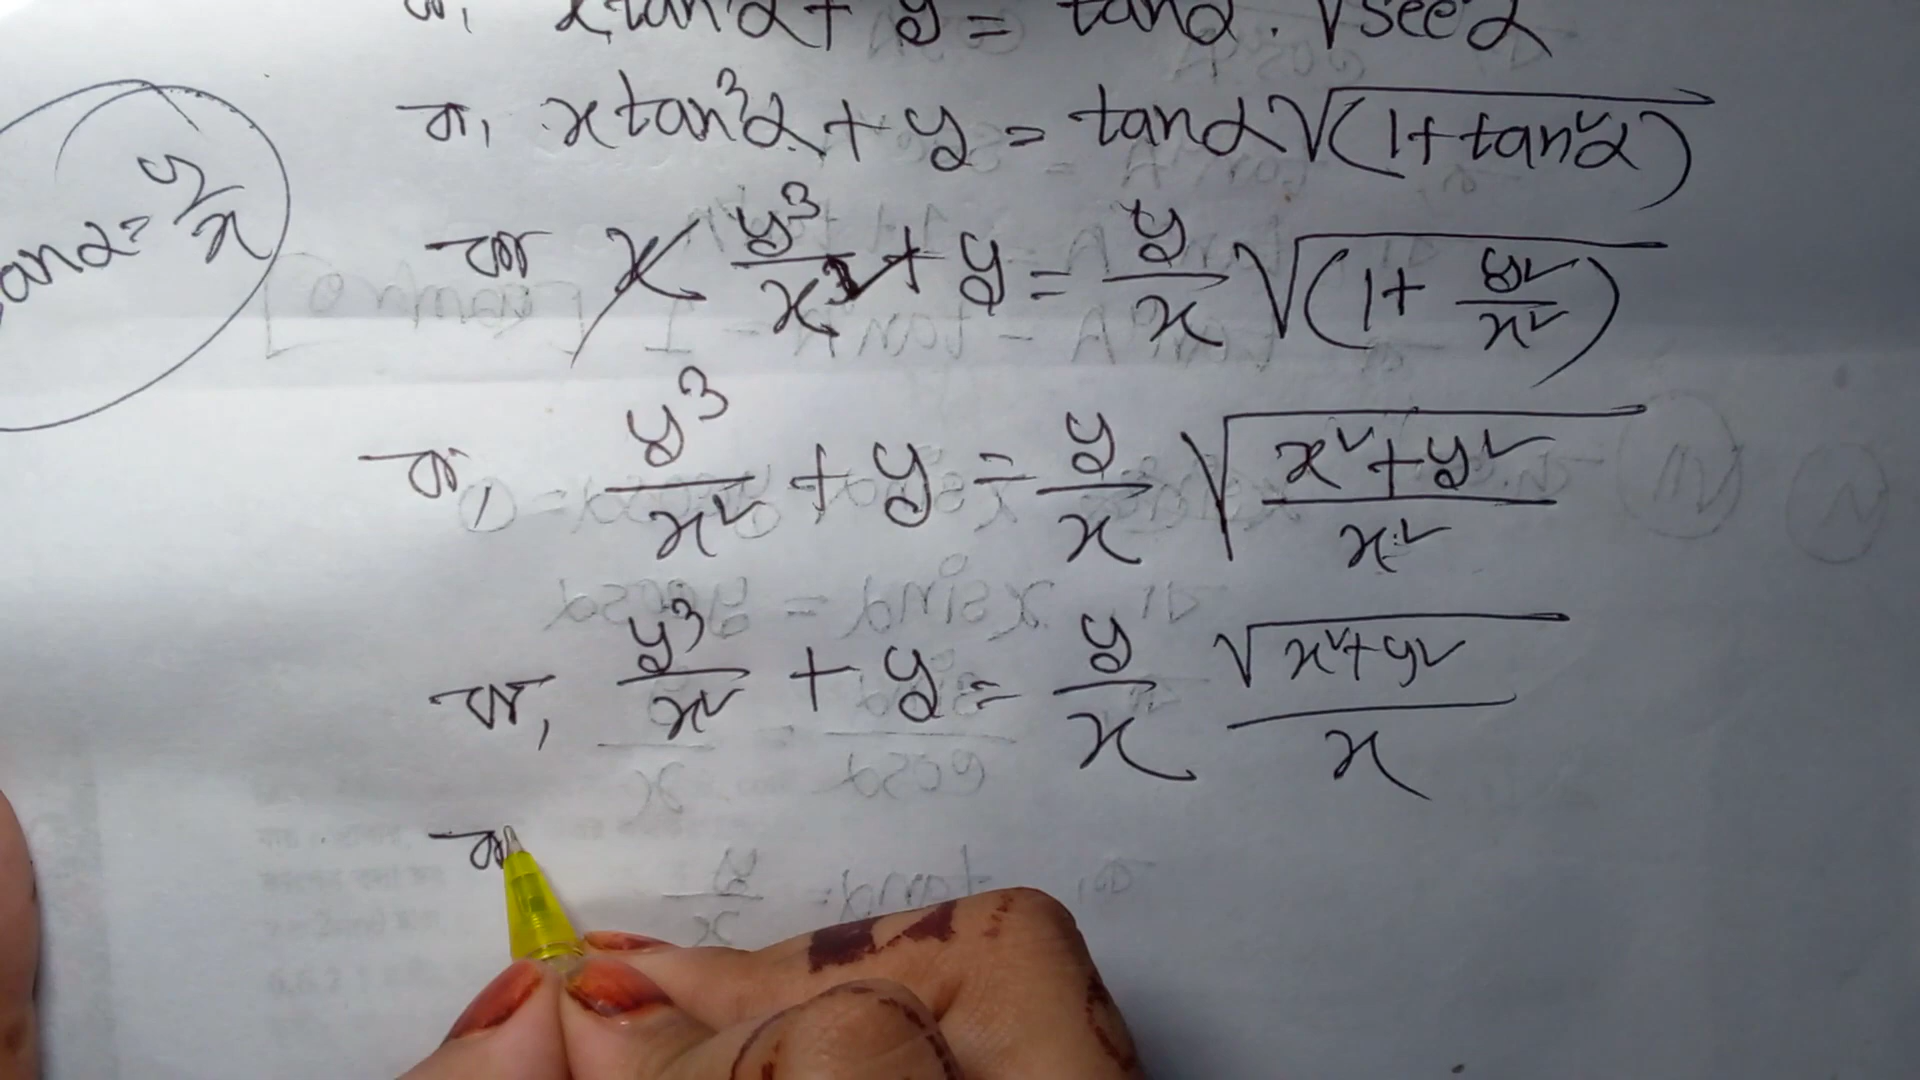 বা, x tan³α + y = tanα . √sec²α
বা, x tan³α + y = tanα √(1 + tan²α)
tanα = y/x
বা x y³/x³ + y = y/x √(1 + y²/x²)
বা, y³/x² + y = y/x √((x² + y²)/x²)
বা, y³/x² + y = y/x √(x² + y²)/x
বা